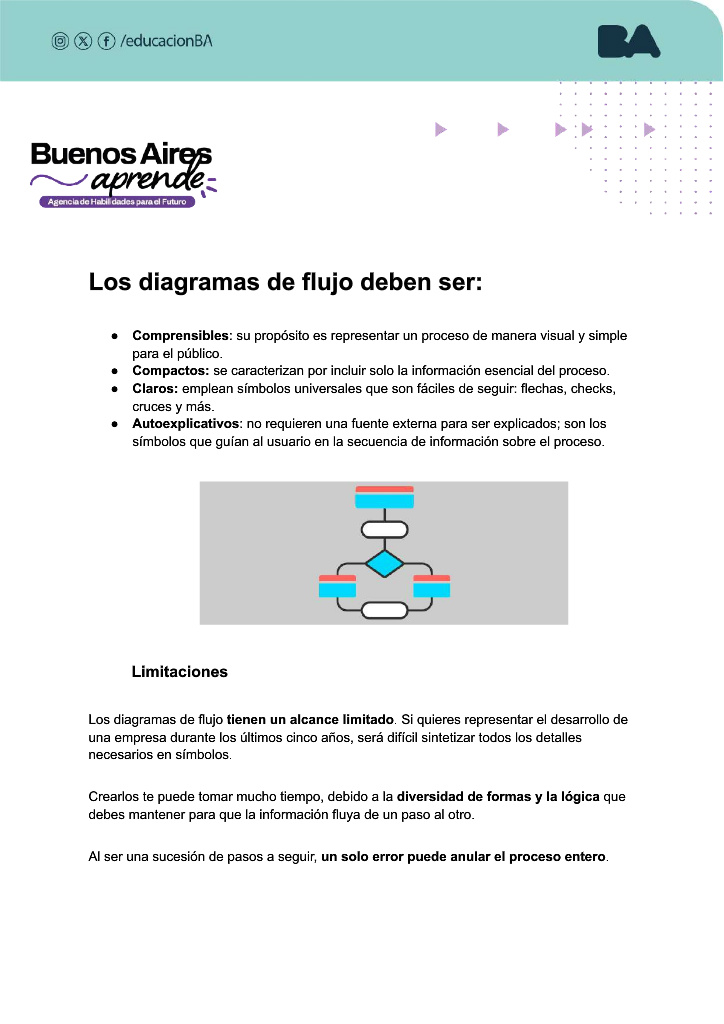 /educacionBA
BA
Buenos Aires
aprende
Agencia de Habilidades para el Futuro
Los diagramas de flujo deben ser:
● Comprensibles: su propósito es representar un proceso de manera visual y simple
para el público.
● Compactos: se caracterizan por incluir solo la información esencial del proceso.
● Claros: emplean símbolos universales que son fáciles de seguir: flechas, checks,
cruces y más.
● Autoexplicativos: no requieren una fuente externa para ser explicados; son los
símbolos que guían al usuario en la secuencia de información sobre el proceso.
Limitaciones
Los diagramas de flujo tienen un alcance limitado. Si quieres representar el desarrollo de
una empresa durante los últimos cinco años, será difícil sintetizar todos los detalles
necesarios en símbolos.
Crearlos te puede tomar mucho tiempo, debido a la diversidad de formas y la lógica que
debes mantener para que la información fluya de un paso al otro.
Al ser una sucesión de pasos a seguir, un solo error puede anular el proceso entero.